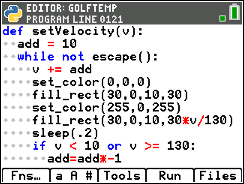 EDITOR: GOLFTEMP
PROGRAM LINE 0121
def setVelocity(v):
add = 10
while not escape():
v += add
set_color(0,0,0)
fill_rect(30,0,10,30)
set_color(255,0,255)
fill_rect(30,0,10,30*v/130)
sleep(.2)
if v < 10 or v >= 130:
add=add*-1
Fns… a A # Tools Run Files